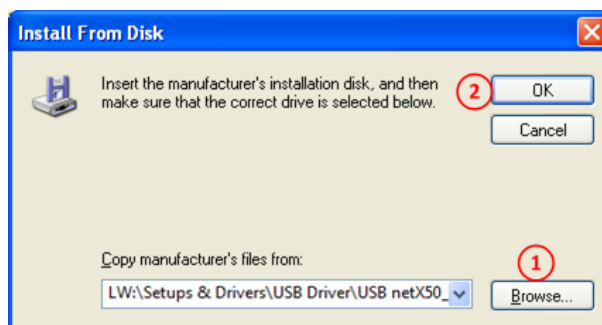 Install From Disk
Insert the manufacturer's installation disk, and then
make sure that the correct drive is selected below.
2
OK
Cancel
Copy manufacturer's files from:
1
LW:\Setups & Drivers\USB Driver\USB netX50_
Browse...